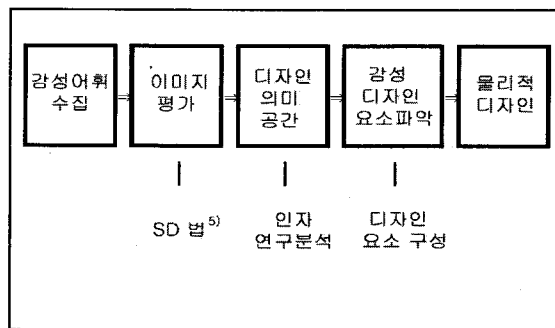 감성어휘
수집
이미지
평가
디자인
의미
공간
감성
디자인
요소파악
물리적
디자인
SD 법5)
인자
연구분석
디자인
요소 구성